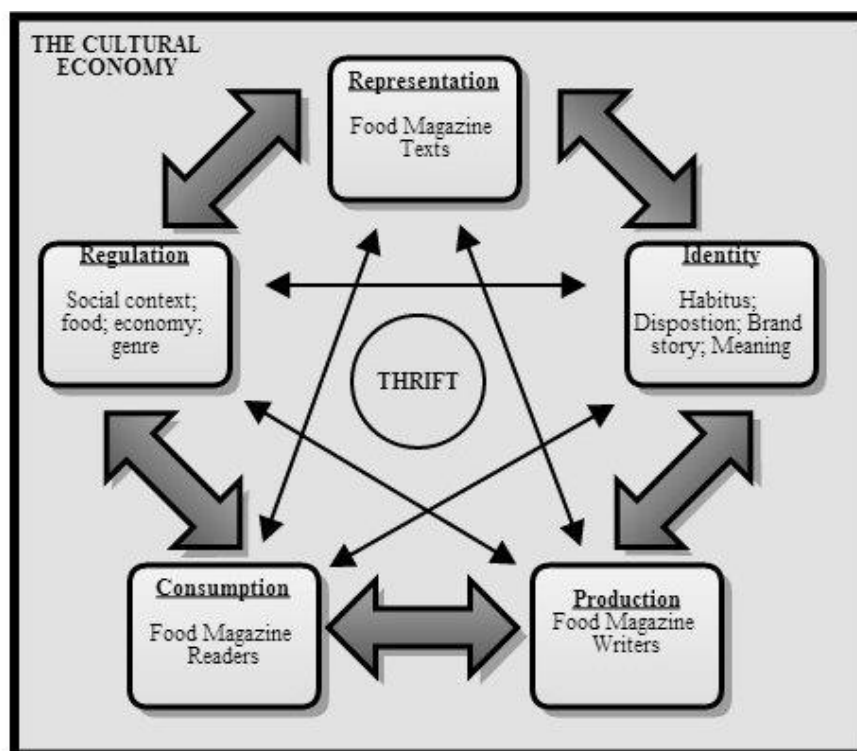 THE CULTURAL
ECONOMY
Representation
Food Magazine
Texts
Regulation
Social context;
food; economy;
genre
Identity
Habitus;
Dispostion; Brand
story; Meaning
THRIFT
Consumption
Food Magazine
Readers
Production
Food Magazine
Writers